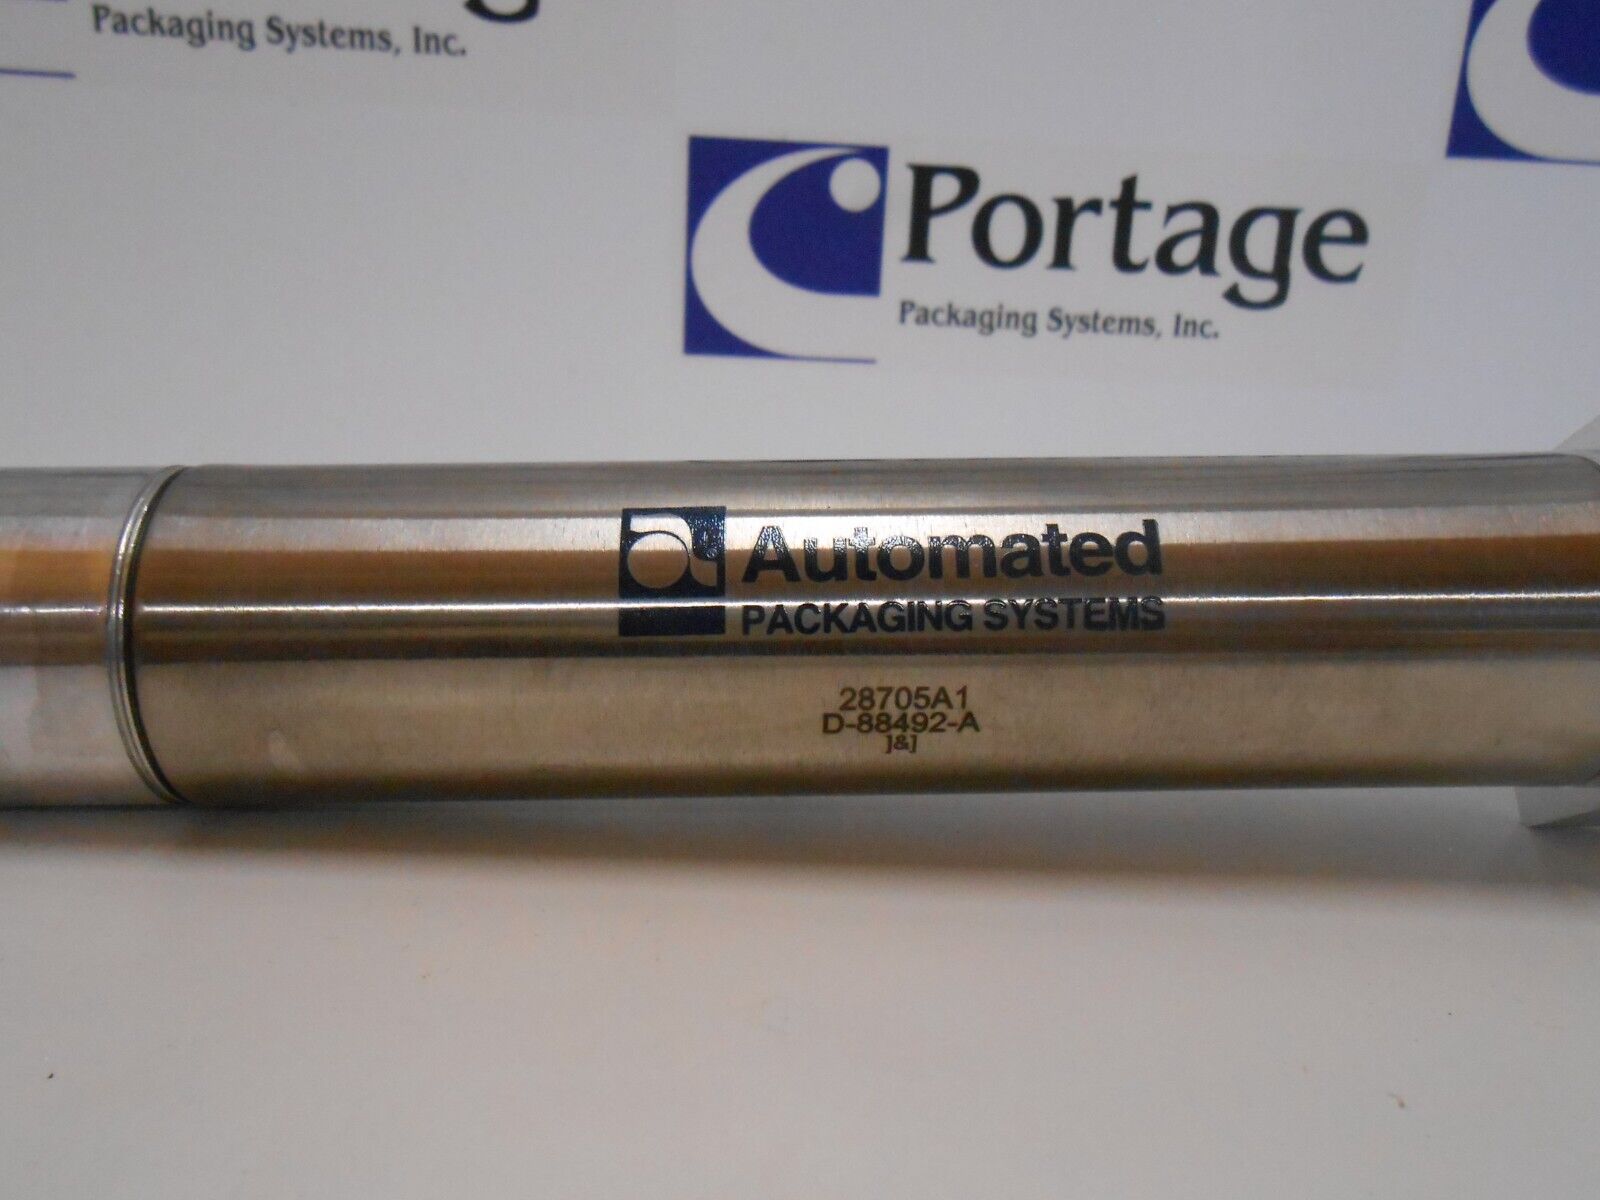 Packaging Systems, Inc.
Portage
Packaging Systems, Inc.
Automated
PACKAGING SYSTEMS
28705A1
D-88492-A
J&J